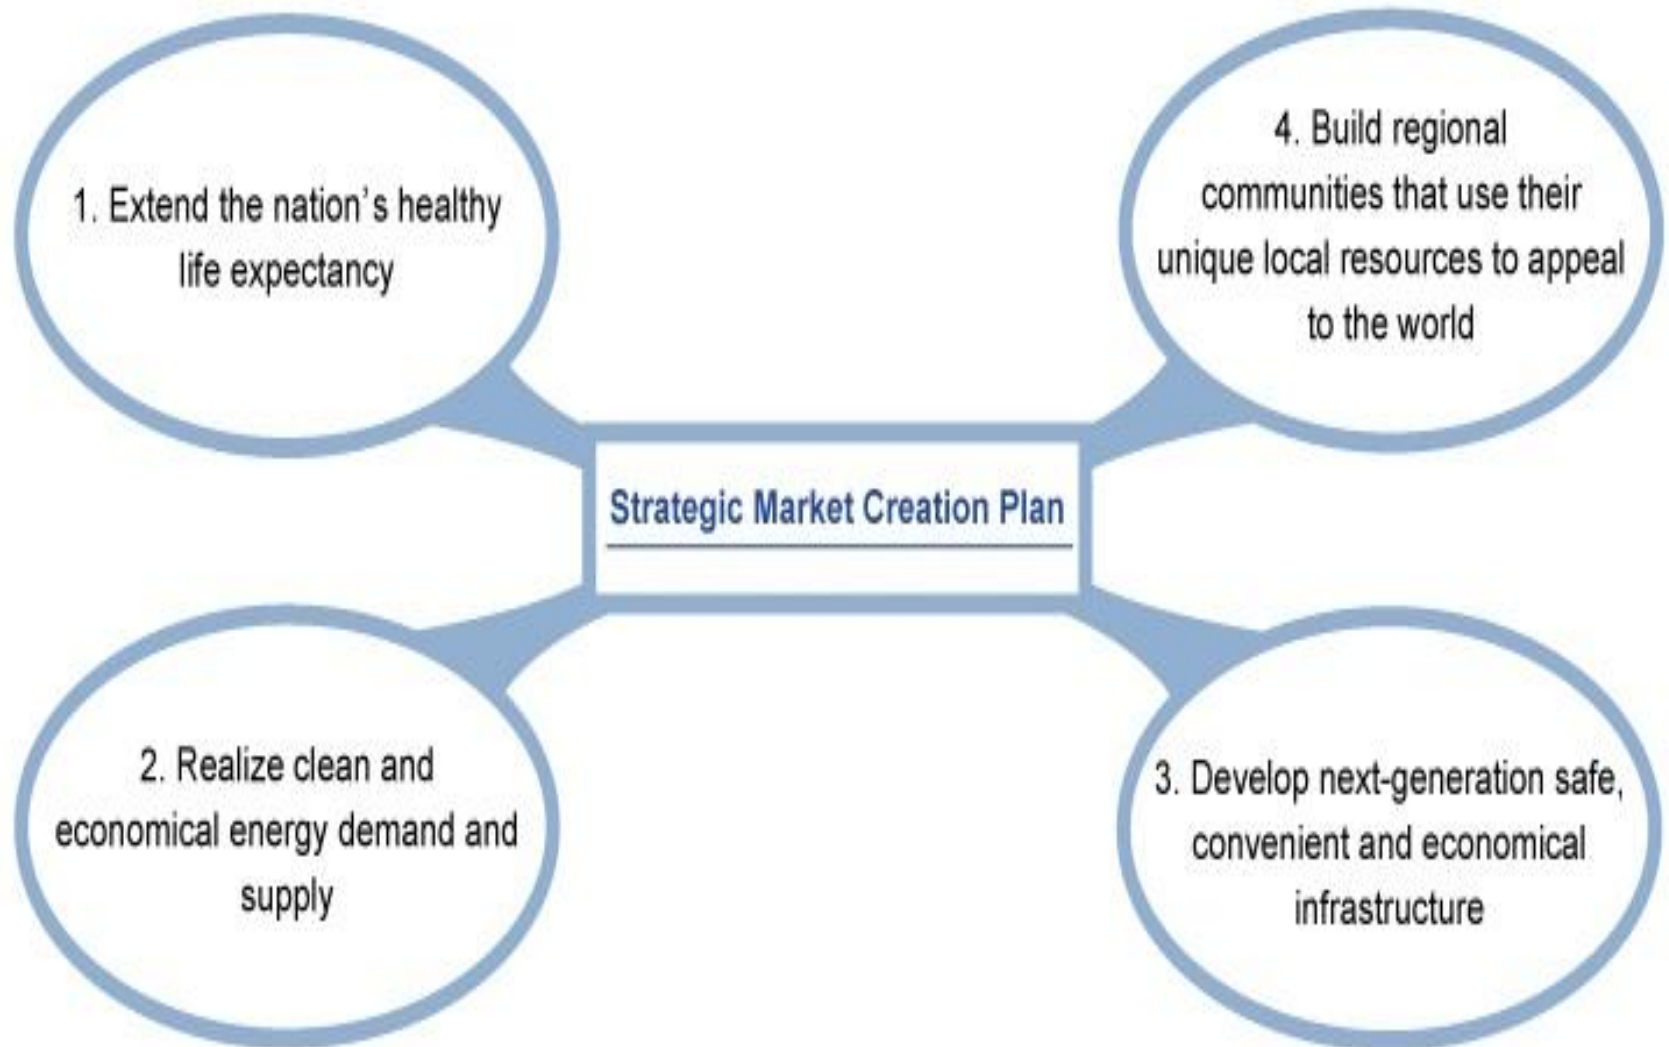 1. Extend the nation's healthy
life expectancy
4. Build regional
communities that use their
unique local resources to appeal
to the world
Strategic Market Creation Plan
2. Realize clean and
economical energy demand and
supply
3. Develop next-generation safe,
convenient and economical
infrastructure